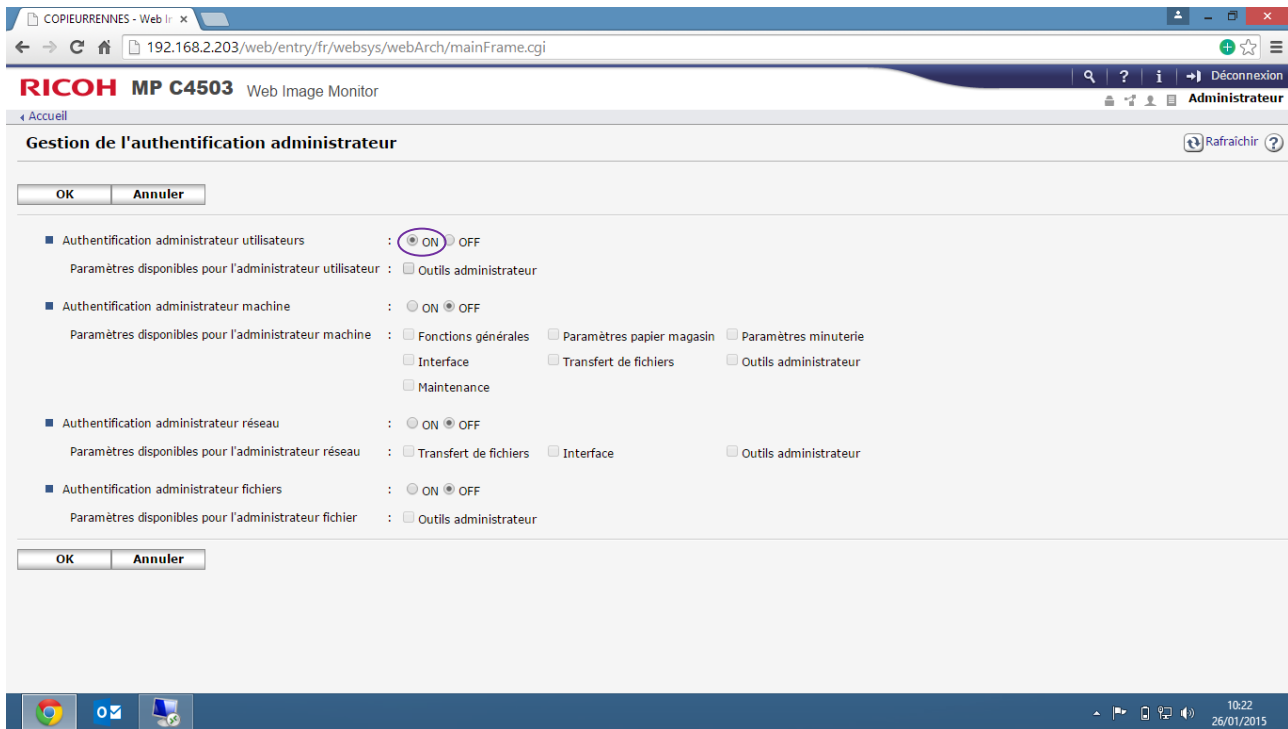 COPIEURRENNES - Web Ir
192.168.2.203/web/entry/fr/websys/webArch/mainFrame.cgi
RICOH MP C4503 Web Image Monitor
? i Déconnexion
Administrateur
Accueil
Gestion de l'authentification administrateur
Rafraîchir ?
OK Annuler
Authentification administrateur utilisateurs : ON OFF
Paramètres disponibles pour l'administrateur utilisateur : Outils administrateur
Authentification administrateur machine : ON OFF
Paramètres disponibles pour l'administrateur machine : Fonctions générales Paramètres papier magasin Paramètres minuterie
Interface Transfert de fichiers Outils administrateur
Maintenance
Authentification administrateur réseau : ON OFF
Paramètres disponibles pour l'administrateur réseau : Transfert de fichiers Interface Outils administrateur
Authentification administrateur fichiers : ON OFF
Paramètres disponibles pour l'administrateur fichier : Outils administrateur
OK Annuler
10:22
26/01/2015